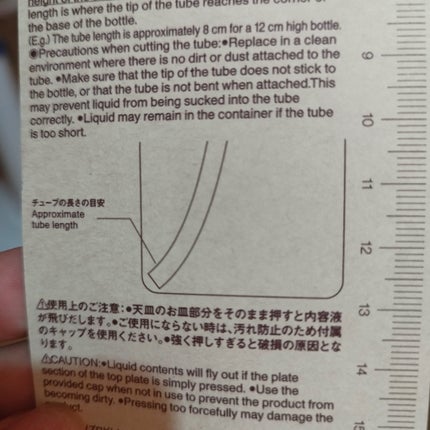 length is where the tip of the tube reaches the corner of
the base of the bottle.
(E.g.) The tube length is approximately 8 cm for a 12 cm high bottle.
◉Precautions when cutting the tube:●Replace in a clean
environment where there is no dirt or dust attached to the
tube. ●Make sure that the tip of the tube does not stick to
the bottle, or that the tube is not bent when attached.This
may prevent liquid from being sucked into the tube
correctly. ●Liquid may remain in the container if the tube
is too short.
9
10
11
12
13
14
15
チューブの長さの目安
Approximate
tube length
⚠使用上のご注意:●天皿のお皿部分をそのまま押すと内容液
が飛びだします。●ご使用にならない時は、汚れ防止のため付属
のキャップを使用ください。●強く押しすぎると破損の原因とな
ります。
⚠CAUTION:●Liquid contents will fly out if the plate
section of the top plate is simply pressed. ●Use the
provided cap when not in use to prevent the product from
becoming dirty. ●Pressing too forcefully may damage the